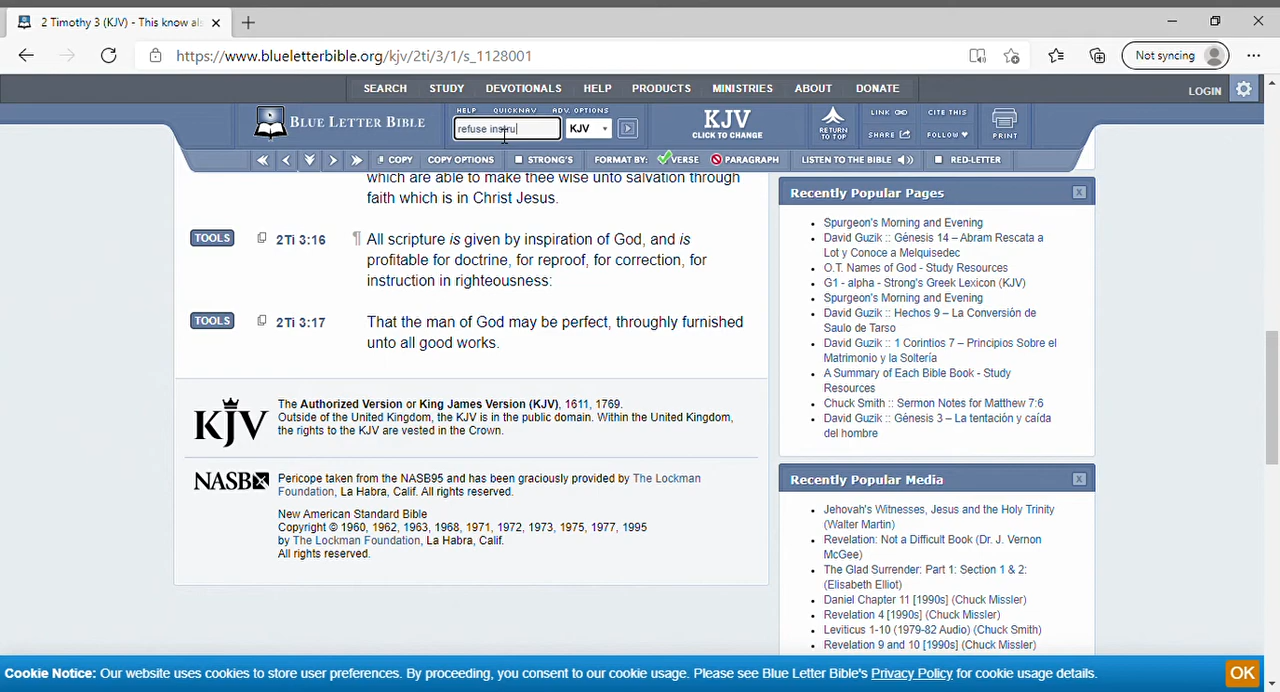 2 Timothy 3 (KJV) - This know als
https://www.blueletterbible.org/kjv/2ti/3/1/s_1128001
Not syncing
SEARCH STUDY DEVOTIONALS HELP PRODUCTS MINISTRIES ABOUT DONATE
LOGIN
BLUE LETTER BIBLE
HELP QUICKNAV ADV. OPTIONS
refuse instru
KJV
KJV
CLICK TO CHANGE
RETURN
TO TOP
LINK CITE THIS
SHARE FOLLOW
PRINT
COPY COPY OPTIONS STRONG'S FORMAT BY: VERSE PARAGRAPH LISTEN TO THE BIBLE RED-LETTER
which are able to make thee wise unto salvation through
faith which is in Christ Jesus.
TOOLS 2Ti 3:16 ¶ All scripture is given by inspiration of God, and is
profitable for doctrine, for reproof, for correction, for
instruction in righteousness:
TOOLS 2Ti 3:17 That the man of God may be perfect, throughly furnished
unto all good works.
KJV
The Authorized Version or King James Version (KJV), 1611, 1769.
Outside of the United Kingdom, the KJV is in the public domain. Within the United Kingdom,
the rights to the KJV are vested in the Crown.
NASB
Pericope taken from the NASB95 and has been graciously provided by The Lockman
Foundation, La Habra, Calif. All rights reserved.
New American Standard Bible
Copyright © 1960, 1962, 1963, 1968, 1971, 1972, 1973, 1975, 1977, 1995
by The Lockman Foundation, La Habra, Calif.
All rights reserved.
Recently Popular Pages
Spurgeon's Morning and Evening
David Guzik :: Génesis 14 – Abram Rescata a
Lot y Conoce a Melquisedec
O.T. Names of God - Study Resources
G1 - alpha - Strong's Greek Lexicon (KJV)
Spurgeon's Morning and Evening
David Guzik :: Hechos 9 – La Conversión de
Saulo de Tarso
David Guzik :: 1 Corintios 7 – Principios Sobre el
Matrimonio y la Soltería
A Summary of Each Bible Book - Study
Resources
Chuck Smith :: Sermon Notes for Matthew 7:6
David Guzik :: Génesis 3 – La tentación y caída
del hombre
Recently Popular Media
Jehovah's Witnesses, Jesus and the Holy Trinity
(Walter Martin)
Revelation: Not a Difficult Book (Dr. J. Vernon
McGee)
The Glad Surrender: Part 1: Section 1 & 2:
(Elisabeth Elliot)
Daniel Chapter 11 [1990s] (Chuck Missler)
Revelation 4 [1990s] (Chuck Missler)
Leviticus 1-10 (1979-82 Audio) (Chuck Smith)
Revelation 9 and 10 [1990s] (Chuck Missler)
Cookie Notice: Our website uses cookies to store user preferences. By proceeding, you consent to our cookie usage. Please see Blue Letter Bible's Privacy Policy for cookie usage details.
OK